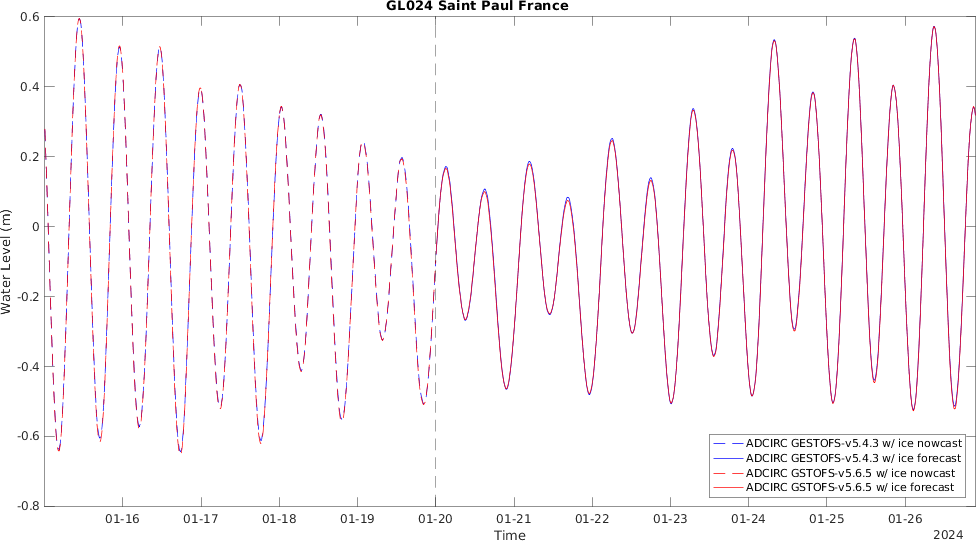 GL024 Saint Paul France
0.6
0.4
0.2
0
-0.2
-0.4
-0.6
-0.8
Water Level (m)
ADCIRC GESTOFS-v5.4.3 w/ ice nowcast
ADCIRC GESTOFS-v5.4.3 w/ ice forecast
ADCIRC GSTOFS-v5.6.5 w/ ice nowcast
ADCIRC GSTOFS-v5.6.5 w/ ice forecast
01-16 01-17 01-18 01-19 01-20 01-21 01-22 01-23 01-24 01-25 01-26
Time
2024